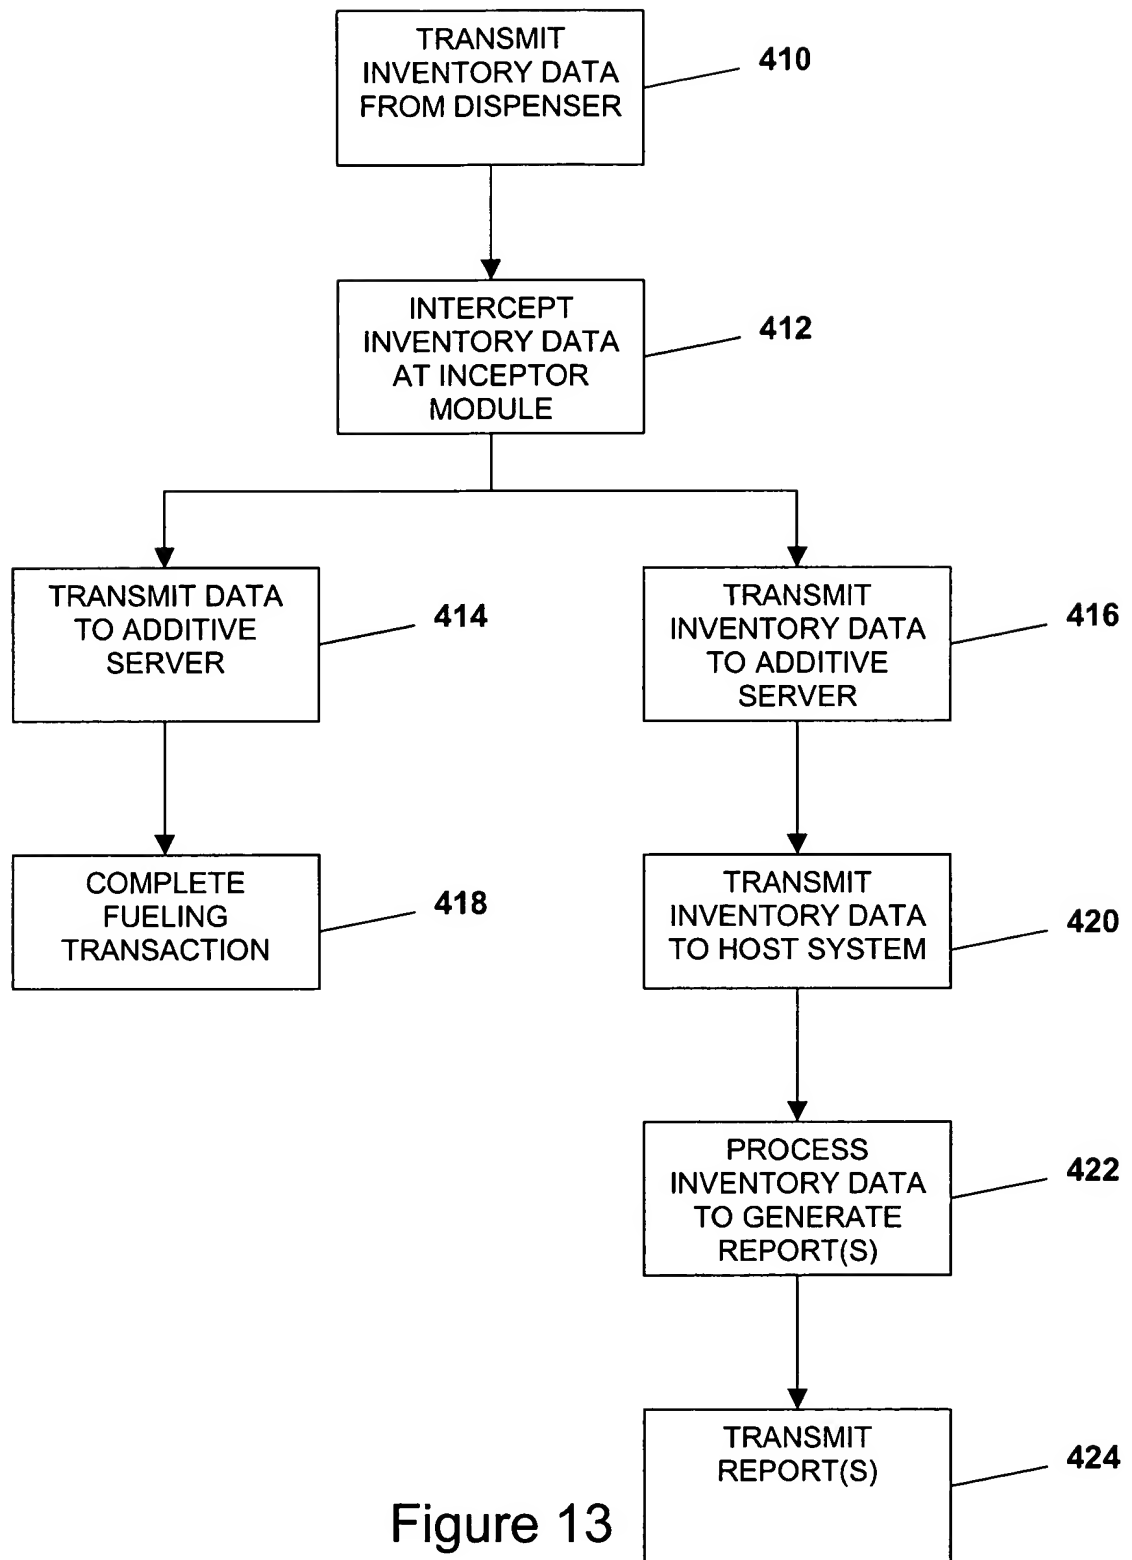 TRANSMIT
INVENTORY DATA
FROM DISPENSER
410
INTERCEPT
INVENTORY DATA
AT INCEPTOR
MODULE
412
TRANSMIT DATA
TO ADDITIVE
SERVER
414
TRANSMIT
INVENTORY DATA
TO ADDITIVE
SERVER
416
COMPLETE
FUELING
TRANSACTION
418
TRANSMIT
INVENTORY DATA
TO HOST SYSTEM
420
PROCESS
INVENTORY DATA
TO GENERATE
REPORT(S)
422
TRANSMIT
REPORT(S)
424
Figure 13